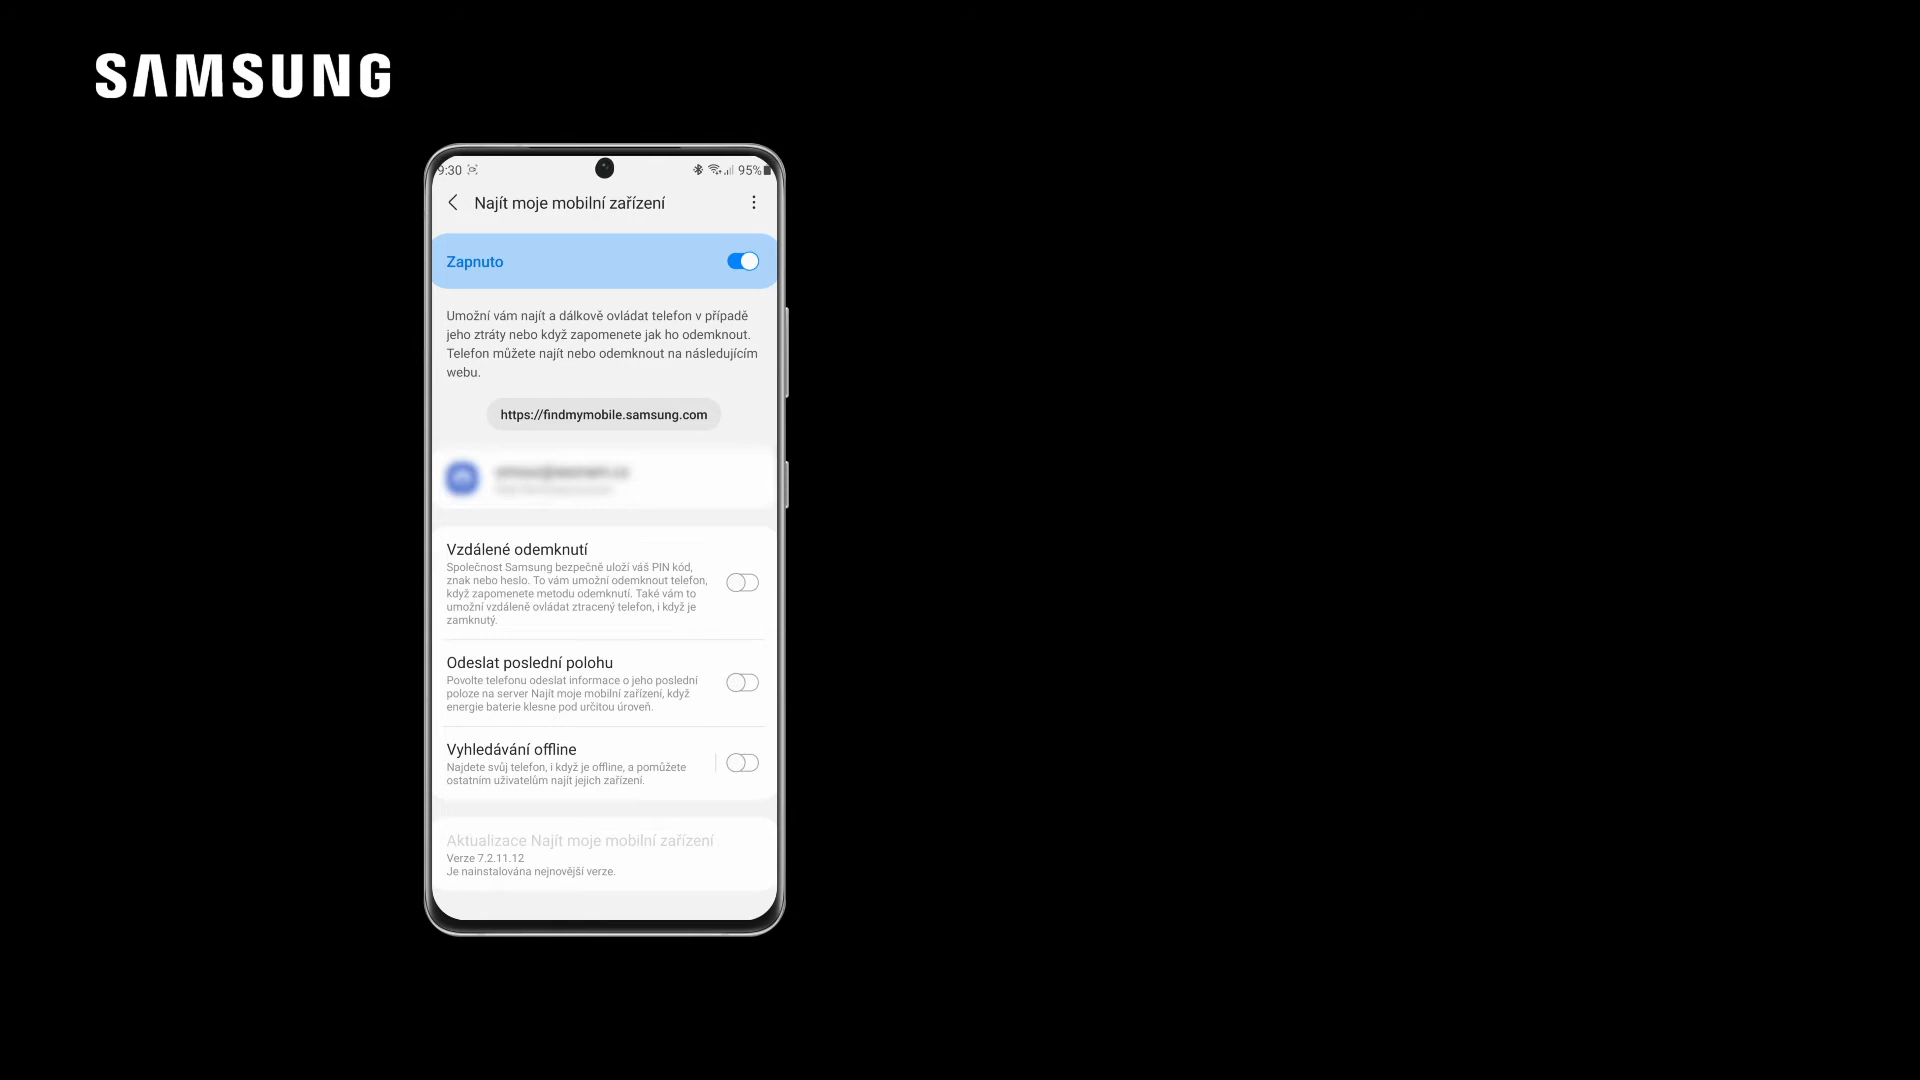 SAMSUNG
9:30
95%
Najít moje mobilní zařízení
Zapnuto
Umožní vám najít a dálkově ovládat telefon v případě
jeho ztráty nebo když zapomenete jak ho odemknout.
Telefon můžete najít nebo odemknout na následujícím
webu.
https://findmymobile.samsung.com
Vzdálené odemknutí
Společnost Samsung bezpečně uloží váš PIN kód,
znak nebo heslo. To vám umožní odemknout telefon,
když zapomenete metodu odemknutí. Také vám to
umožní vzdáleně ovládat ztracený telefon, i když je
zamknutý.
Odeslat poslední polohu
Povolte telefonu odeslat informace o jeho poslední
poloze na server Najít moje mobilní zařízení, když
energie baterie klesne pod určitou úroveň.
Vyhledávání offline
Najdete svůj telefon, i když je offline, a pomůžete
ostatním uživatelům najít jejich zařízení.
Aktualizace Najít moje mobilní zařízení
Verze 7.2.11.12
Je nainstalována nejnovější verze.